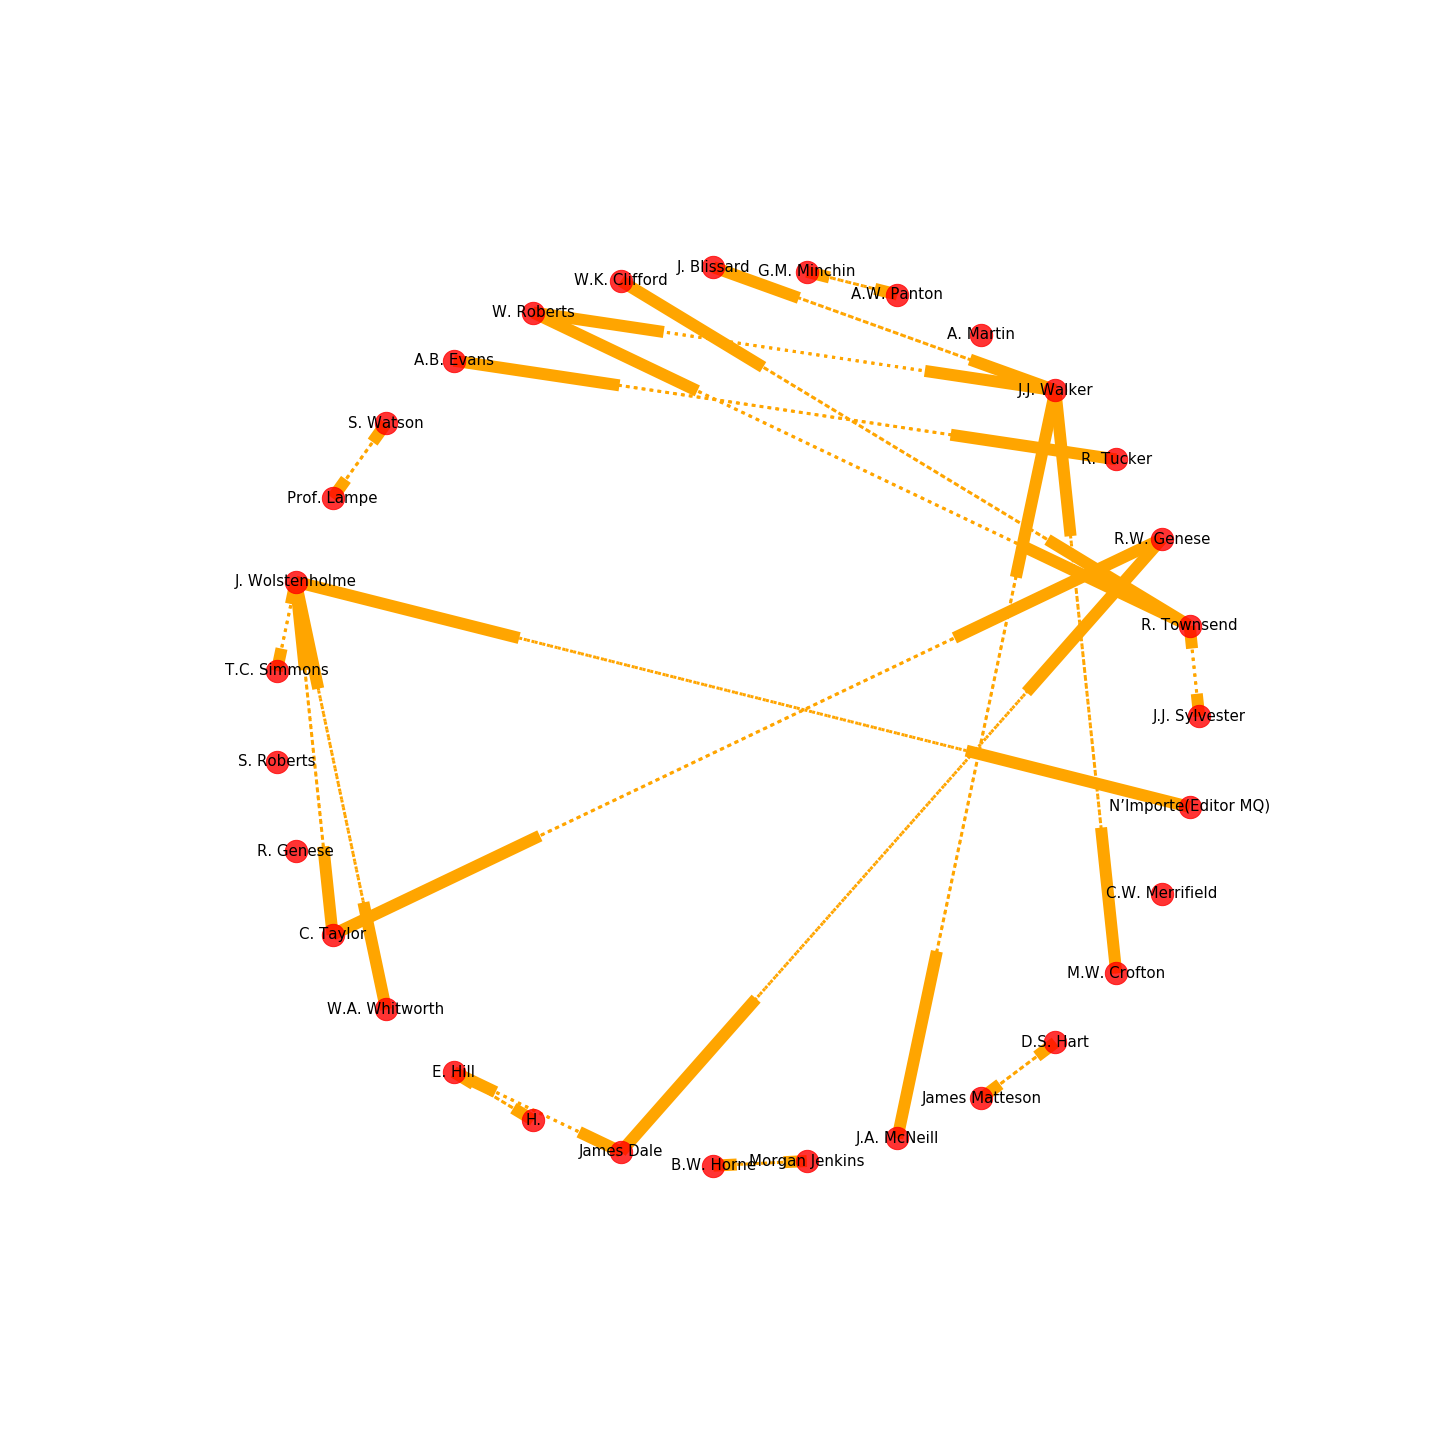 J. Blissard
G.M. Minchin
W.K. Clifford
A.W. Panton
W. Roberts
A. Martin
A.B. Evans
J.J. Walker
S. Watson
R. Tucker
Prof. Lampe
R.W. Genese
J. Wolstenholme
R. Townsend
T.C. Simmons
J.J. Sylvester
S. Roberts
N’Importe(Editor MQ)
R. Genese
C.W. Merrifield
C. Taylor
M.W. Crofton
W.A. Whitworth
D.S. Hart
E. Hill
James Matteson
H.
J.A. McNeill
James Dale
Morgan Jenkins
B.W. Horne